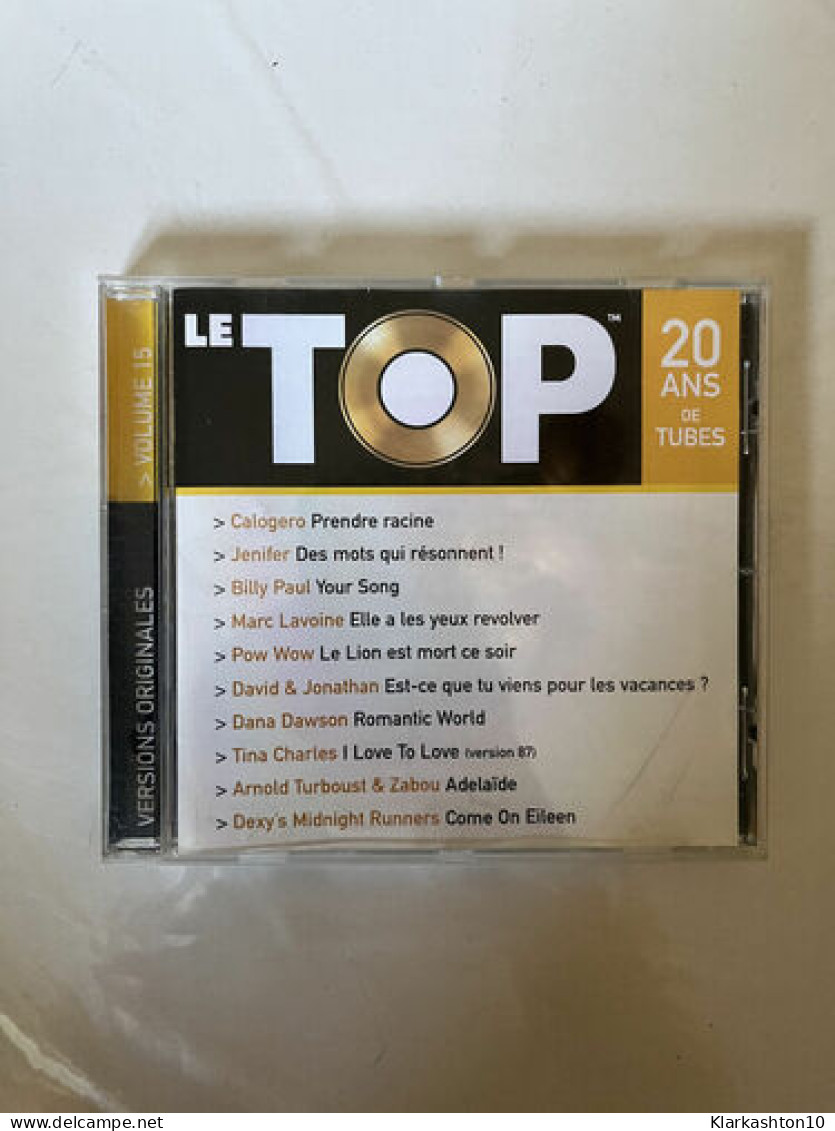 LE TOP™
20
ANS
DE
TUBES
> VOLUME 15
VERSIONS ORIGINALES
> Calogero Prendre racine
> Jenifer Des mots qui résonnent !
> Billy Paul Your Song
> Marc Lavoine Elle a les yeux revolver
> Pow Wow Le Lion est mort ce soir
> David & Jonathan Est-ce que tu viens pour les vacances ?
> Dana Dawson Romantic World
> Tina Charles I Love To Love (version 87)
> Arnold Turboust & Zabou Adelaïde
> Dexy's Midnight Runners Come On Eileen
www.delcampe.net
Klarkashton10